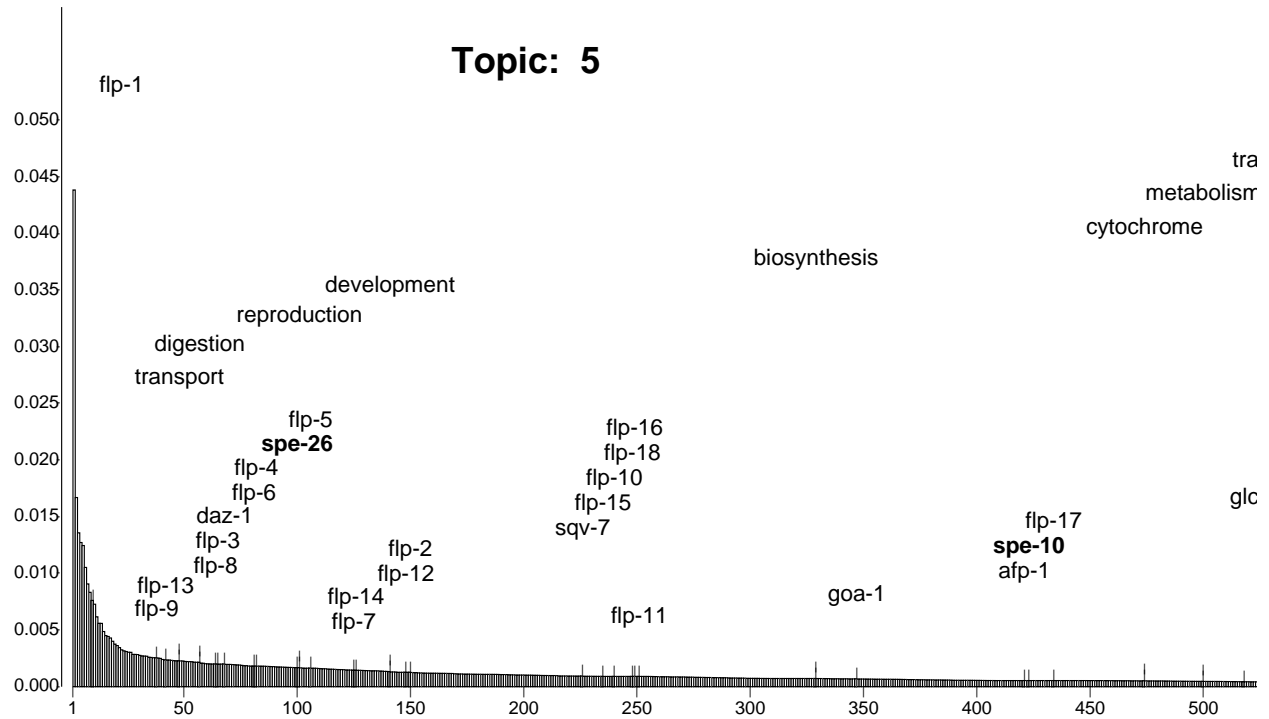 Topic: 5
flp-1
0.050
tra
0.045
metabolism
0.040
cytochrome
biosynthesis
0.035
development
reproduction
0.030
digestion
transport
0.025
flp-5
flp-16
spe-26
flp-18
0.020
flp-4
flp-10
flp-6
flp-15
glo
0.015
daz-1
sqv-7
flp-17
flp-3
flp-2
spe-10
flp-8
flp-12
afp-1
0.010
flp-13
flp-14
goa-1
flp-9
flp-7
flp-11
0.005
0.000
1 50 100 150 200 250 300 350 400 450 500